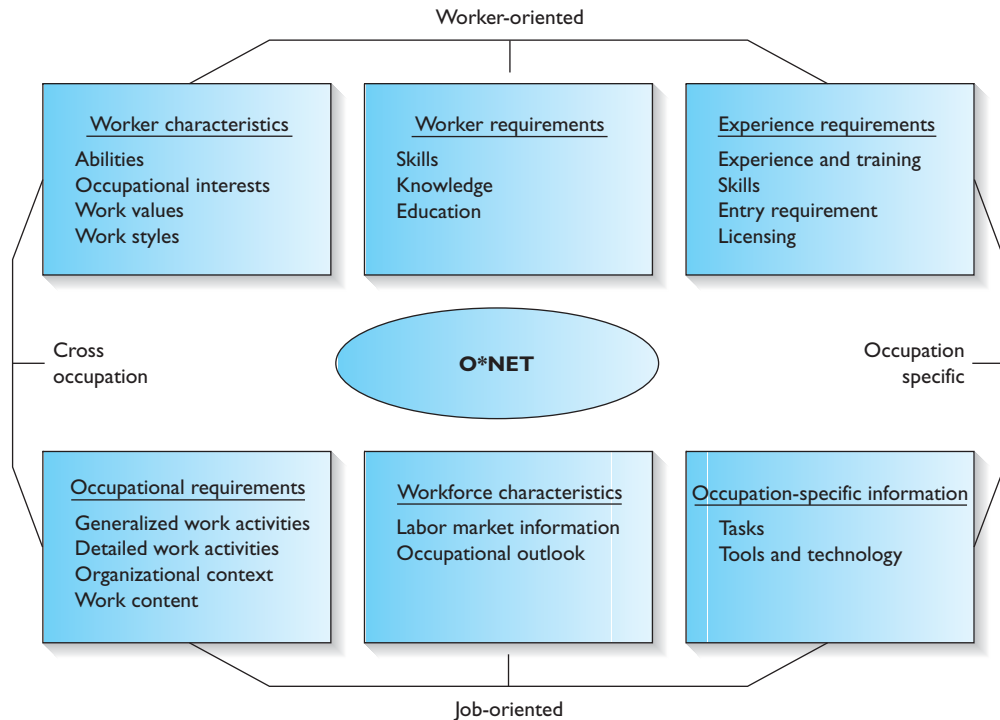 Worker-oriented
Worker characteristics
Abilities
Occupational interests
Work values
Work styles
Worker requirements
Skills
Knowledge
Education
Experience requirements
Experience and training
Skills
Entry requirement
Licensing
Cross
occupation
O*NET
Occupation
specific
Occupational requirements
Generalized work activities
Detailed work activities
Organizational context
Work content
Workforce characteristics
Labor market information
Occupational outlook
Occupation-specific information
Tasks
Tools and technology
Job-oriented